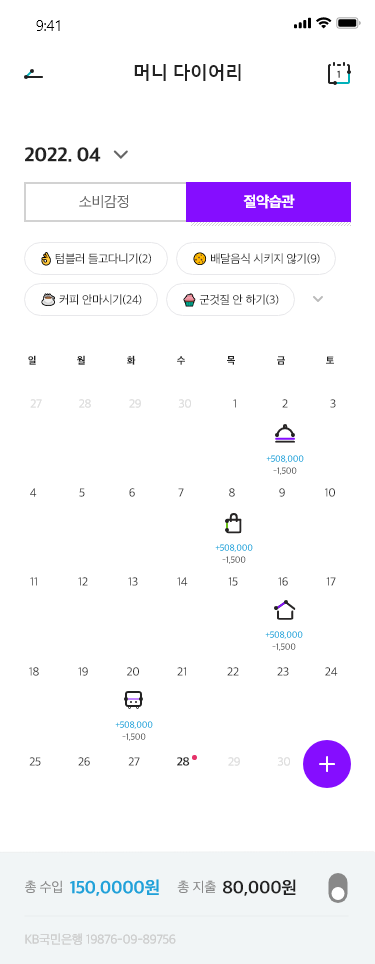 9:41
머니 다이어리
1
2022. 04
소비감정 절약습관
텀블러 들고다니기(2) 배달음식 시키지 않기(9)
커피 안마시기(24) 군것질 안 하기(3)
일 월 화 수 목 금 토
27 28 29 30 1 2 3
+508,000
-1,500
4 5 6 7 8 9 10
+508,000
-1,500
11 12 13 14 15 16 17
+508,000
-1,500
18 19 20 21 22 23 24
+508,000
-1,500
25 26 27 28 29 30
총 수입 150,0000원 총 지출 80,000원
KB국민은행 19876-09-89756